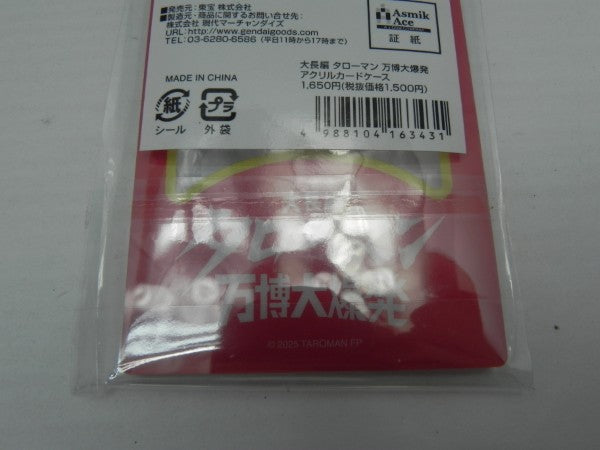 ■発売元:東宝 株式会社
■製造元・商品に関するお問い合せ先:
株式会社 現代マーチャンダイズ
URL:http://www.gendaigoods.com
TEL:03-6280-6586 (平日11時から17時まで)
Asmik
Ace
証 紙
大長編 タローマン 万博大爆発
アクリルカードケース
1,650円(税抜価格1,500円)
MADE IN CHINA
紙
シール
プラ
外 袋
4 988104 163431
タローマン
万博大爆発
© 2025 TAROMAN FP